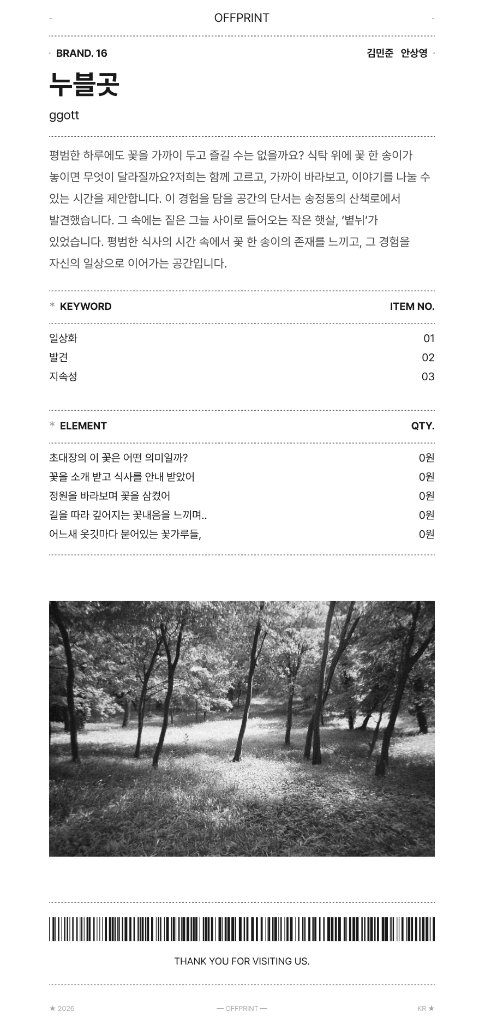 OFFPRINT
BRAND. 16 김민준 안상영
누블곳
ggott
평범한 하루에도 꽃을 가까이 두고 즐길 수는 없을까요? 식탁 위에 꽃 한 송이가
놓이면 무엇이 달라질까요?저희는 함께 고르고, 가까이 바라보고, 이야기를 나눌 수
있는 시간을 제안합니다. 이 경험을 담을 공간의 단서는 송정동의 산책로에서
발견했습니다. 그 속에는 짙은 그늘 사이로 들어오는 작은 햇살, ‘볕뉘’가
있었습니다. 평범한 식사의 시간 속에서 꽃 한 송이의 존재를 느끼고, 그 경험을
자신의 일상으로 이어가는 공간입니다.
* KEYWORD ITEM NO.
일상화 01
발견 02
지속성 03
* ELEMENT QTY.
초대장의 이 꽃은 어떤 의미일까? 0원
꽃을 소개 받고 식사를 안내 받았어 0원
정원을 바라보며 꽃을 삼켰어 0원
길을 따라 깊어지는 꽃내음을 느끼며.. 0원
어느새 옷깃마다 묻어있는 꽃가루들, 0원
THANK YOU FOR VISITING US.
★ 2026 — OFFPRINT — KR ★